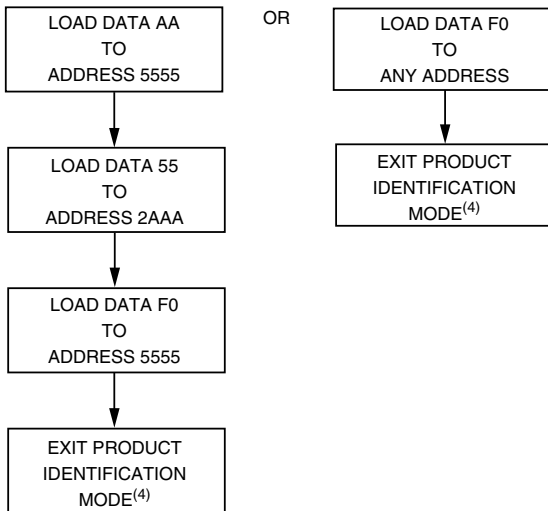 LOAD DATA AA
TO
ADDRESS 5555
LOAD DATA 55
TO
ADDRESS 2AAA
LOAD DATA F0
TO
ADDRESS 5555
EXIT PRODUCT
IDENTIFICATION
MODE(4)
OR
LOAD DATA F0
TO
ANY ADDRESS
EXIT PRODUCT
IDENTIFICATION
MODE(4)